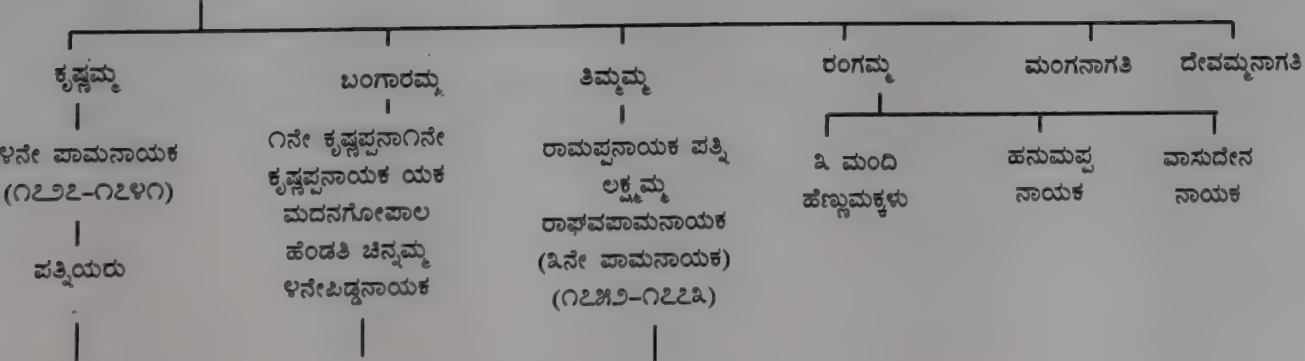 ಕೃಷ್ಣಮ್ಮ
೪ನೇ ಪಾಮನಾಯಕ
(೧೭೨೭–೧೭೪೧)
ಪತ್ನಿಯರು
ಬಂಗಾರಮ್ಮ
೧ನೇ ಕೃಷ್ಣಪ್ಪನಾ೧ನೇ
ಕೃಷ್ಣಪ್ಪನಾಯಕ ಯಕ
ಮದನಗೋಪಾಲ
ಹೆಂಡತಿ ಚಿನ್ನಮ್ಮ
೪ನೇಪಿಡ್ಡನಾಯಕ
ತಿಮ್ಮಮ್ಮ
ರಾಮಪ್ಪನಾಯಕ ಪತ್ನಿ
ಲಕ್ಷ್ಮಮ್ಮ
ರಾಘವಪಾಮನಾಯಕ
(೩ನೇ ಪಾಮನಾಯಕ)
(೧೭೫೨–೧೭೭೩)
ರಂಗಮ್ಮ
೩ ಮಂದಿ
ಹೆಣ್ಣುಮಕ್ಕಳು
ಹನುಮಪ್ಪ
ನಾಯಕ
ವಾಸುದೇನ
ನಾಯಕ
ಮಂಗನಾಗತಿ
ದೇವಮ್ಮನಾಗತಿ